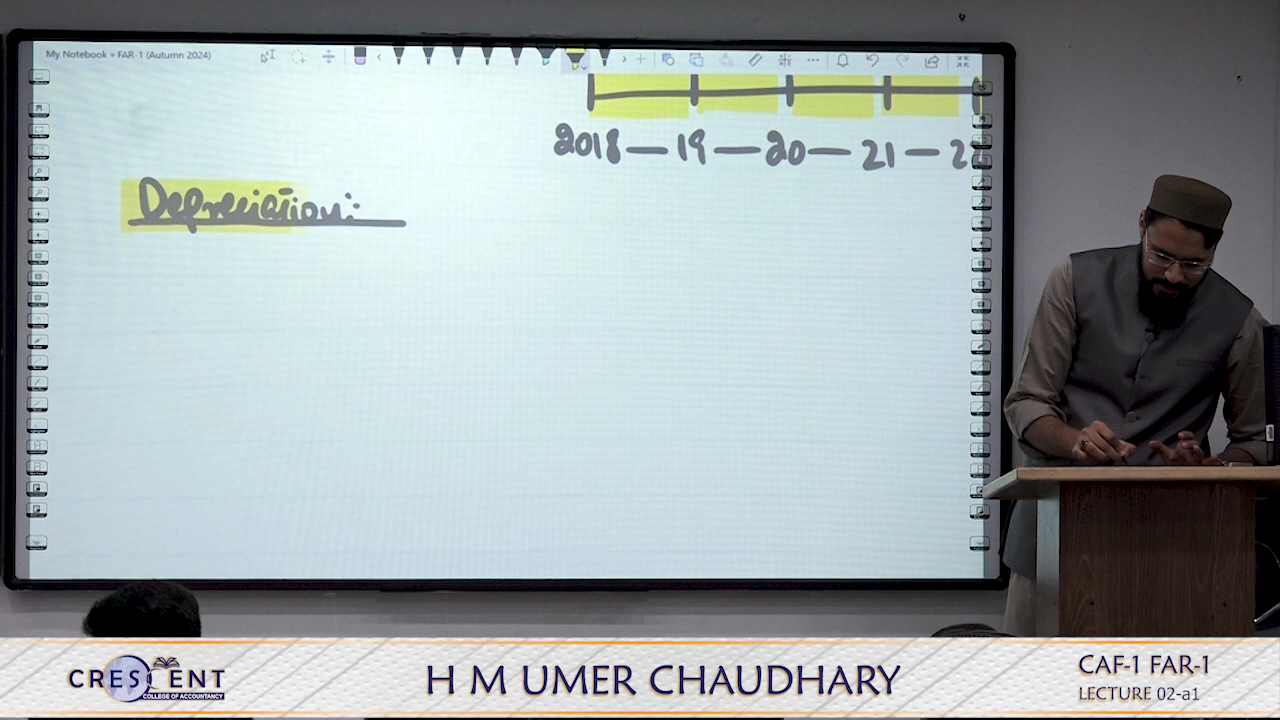 My Notebook » FAR-1 (Autumn 2024)
2018 — 19 — 20 — 21 — 2
Depreciation:
CRESCENT
COLLEGE OF ACCOUNTANCY
H M UMER CHAUDHARY
CAF-1 FAR-1
LECTURE 02-a1